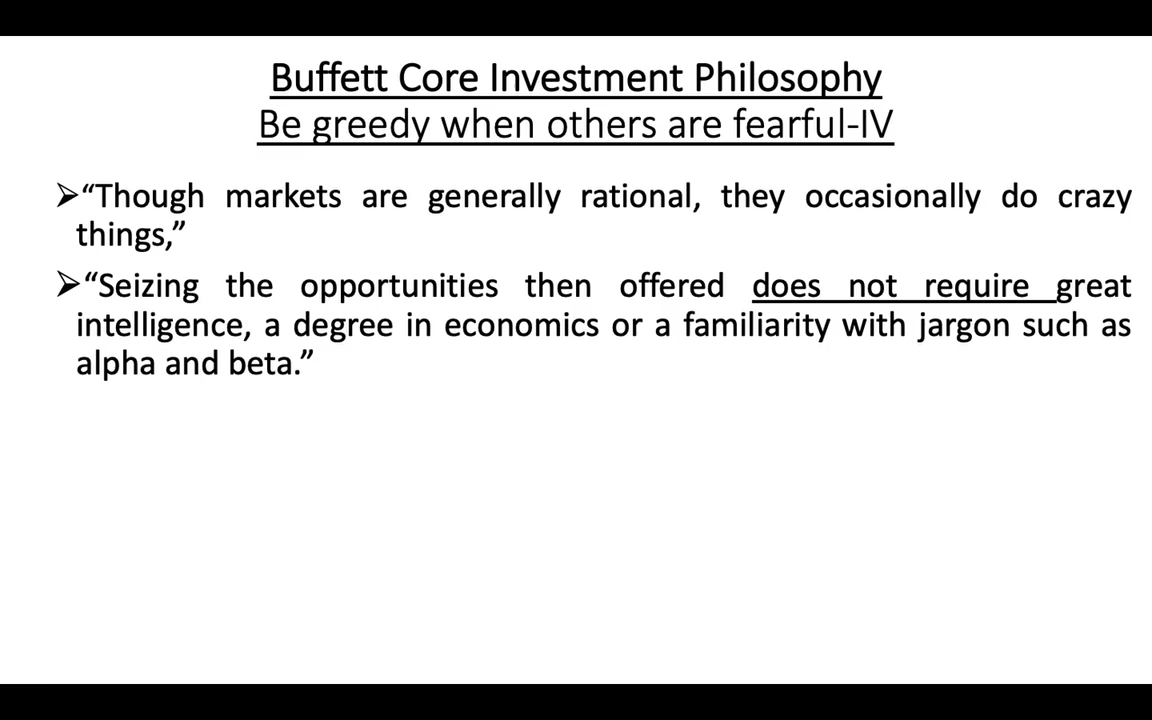 Buffett Core Investment Philosophy
Be greedy when others are fearful-IV
➢“Though markets are generally rational, they occasionally do crazy
things,”
➢“Seizing the opportunities then offered does not require great
intelligence, a degree in economics or a familiarity with jargon such as
alpha and beta.”